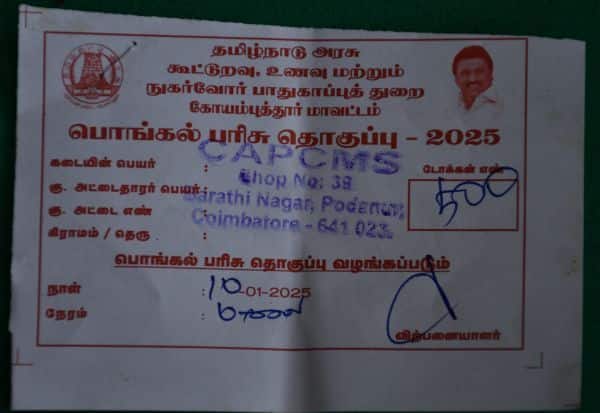 தமிழ்நாடு அரசு
கூட்டுறவு, உணவு மற்றும்
நுகர்வோர் பாதுகாப்புத் துறை
கோயம்புத்தூர் மாவட்டம்
பொங்கல் பரிசு தொகுப்பு - 2025
கடையின் பெயர் :
CAPCMS
டோக்கன் எண்
Shop No: 39
கு. அட்டைதாரர் பெயர் :
Barathi Nagar, Podanur,
500
கு. அட்டை எண் :
Coimbatore - 641 023.
கிராமம் / தெரு :
பொங்கல் பரிசு தொகுப்பு வழங்கப்படும்
நாள் : 10-01-2025
நேரம் :
விற்பனையாளர்